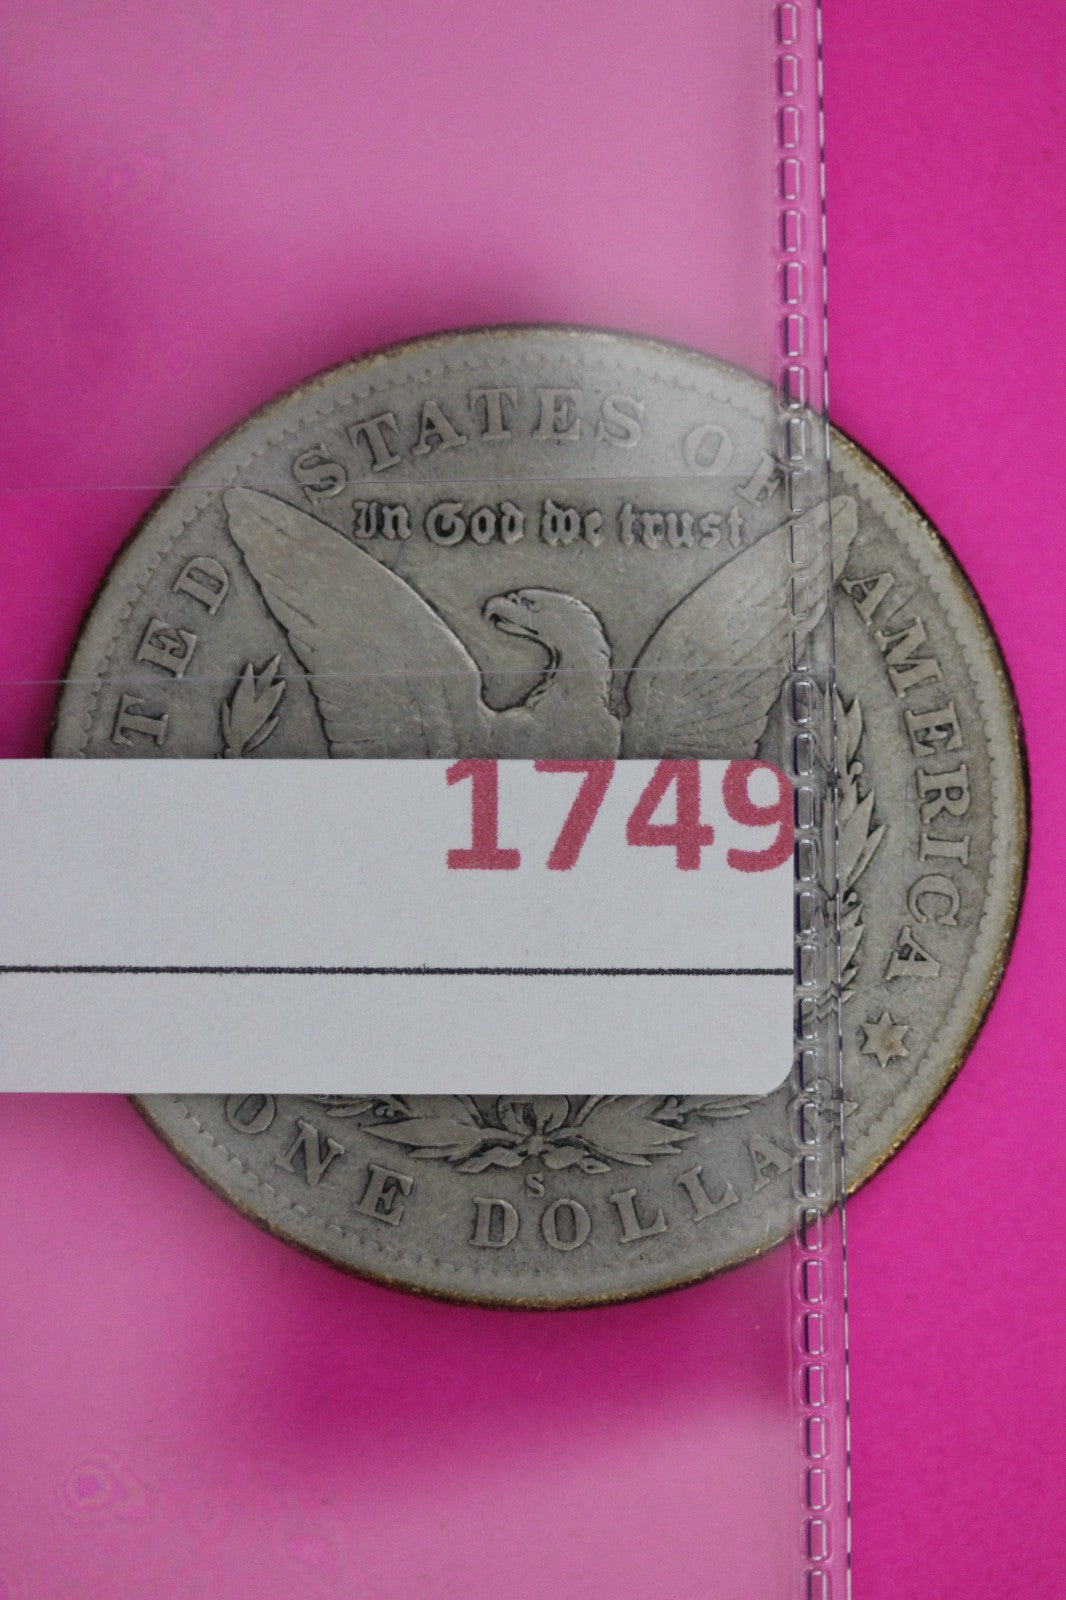 TED STATES OF AMERICA
In God we trust
1749
S
ONE DOLLA